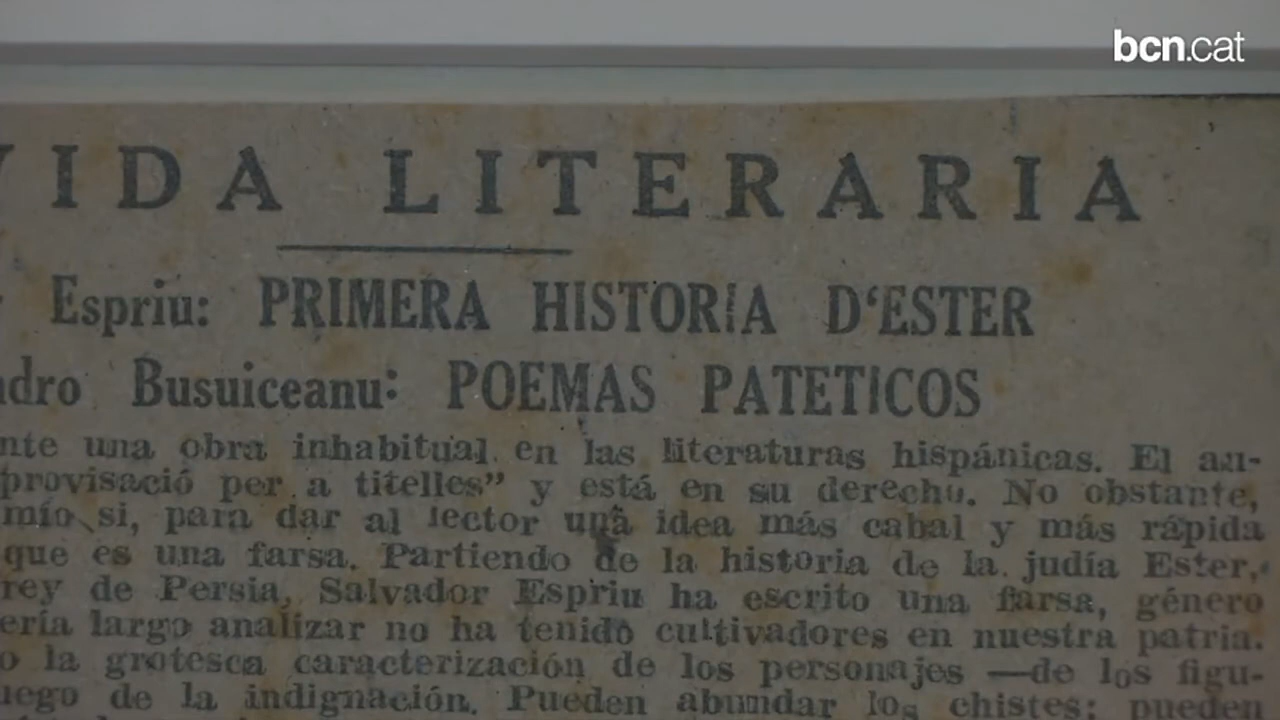 bcn.cat
VIDA LITERARIA
Espriu: PRIMERA HISTORIA D'ESTER
ndro Busuiceanu: POEMAS PATETICOS
nte una obra inhabitual en las literaturas hispánicas. El au-
provisació per a titelles" y está en su derecho. No obstante,
mío si, para dar al lector una idea más cabal y más rápida
que es una farsa. Partiendo de la historia de la judía Ester,
rey de Persia, Salvador Espriu ha escrito una farsa, género
ería largo analizar no ha tenido cultivadores en nuestra patria.
o la grotesca caracterización de los personajes —de los figu-
uego de la indignación. Pueden abundar los chistes; pueden